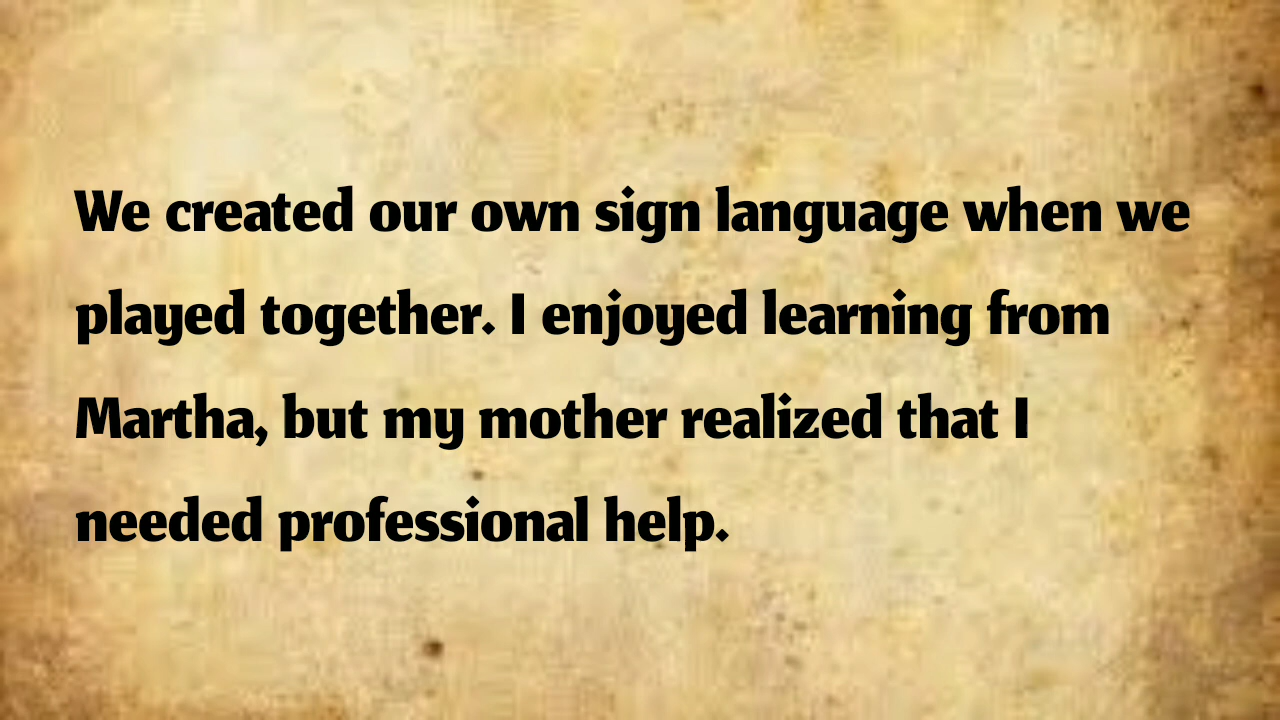 We created our own sign language when we
played together. I enjoyed learning from
Martha, but my mother realized that I
needed professional help.